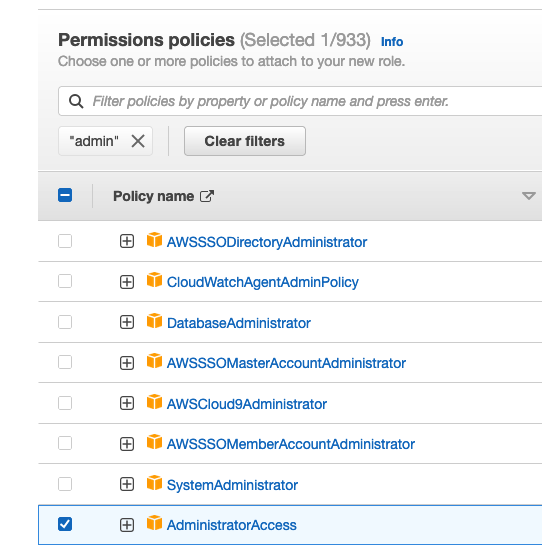 Permissions policies (Selected 1/933) Info
Choose one or more policies to attach to your new role.
Filter policies by property or policy name and press enter.
"admin"
Clear filters
Policy name
AWSSSODirectoryAdministrator
CloudWatchAgentAdminPolicy
DatabaseAdministrator
AWSSSOMasterAccountAdministrator
AWSCloud9Administrator
AWSSSOMemberAccountAdministrator
SystemAdministrator
AdministratorAccess